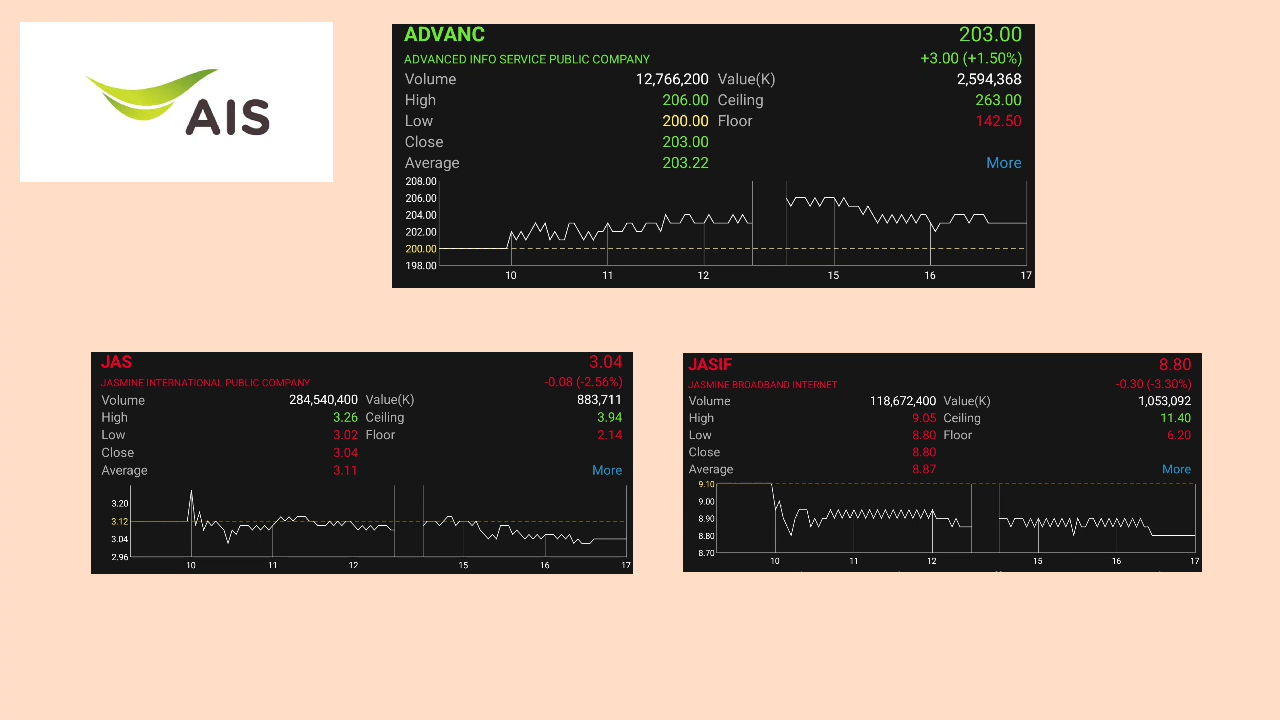 AIS
ADVANC 203.00
ADVANCED INFO SERVICE PUBLIC COMPANY +3.00 (+1.50%)
Volume 12,766,200 Value(K) 2,594,368
High 206.00 Ceiling 263.00
Low 200.00 Floor 142.50
Close 203.00
Average 203.22 More
208.00
206.00
204.00
202.00
200.00
198.00
10 11 12 15 16 17
JAS 3.04
JASMINE INTERNATIONAL PUBLIC COMPANY -0.08 (-2.56%)
Volume 284,540,400 Value(K) 883,711
High 3.26 Ceiling 3.94
Low 3.02 Floor 2.14
Close 3.04
Average 3.11 More
3.20
3.12
3.04
2.96
10 11 12 15 16 17
JASIF 8.80
JASMINE BROADBAND INTERNET -0.30 (-3.30%)
Volume 118,672,400 Value(K) 1,053,092
High 9.05 Ceiling 11.40
Low 8.80 Floor 6.20
Close 8.80
Average 8.87 More
9.10
9.00
8.90
8.80
8.70
10 11 12 15 16 17